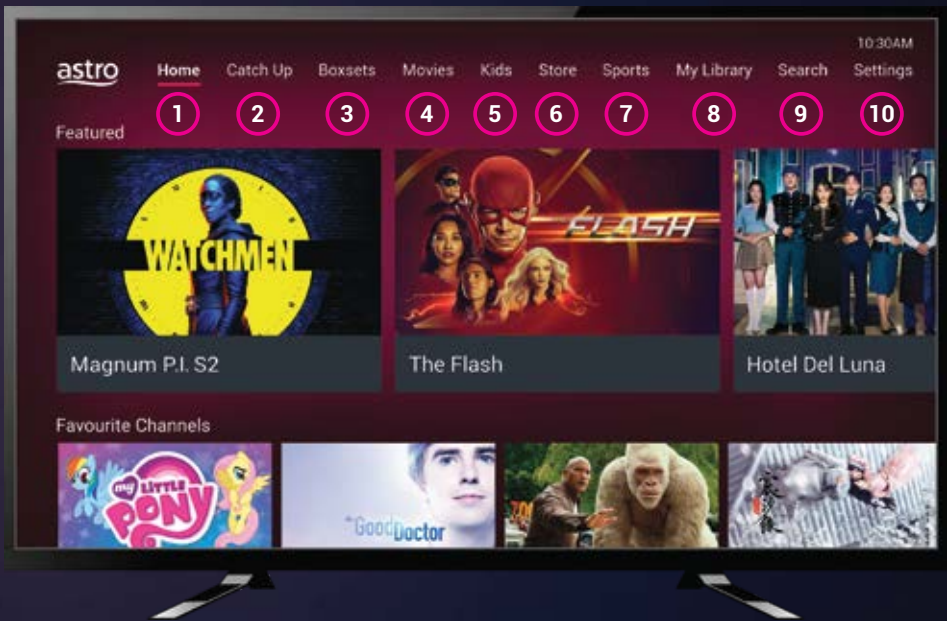 10:30AM
astro Home Catch Up Boxsets Movies Kids Store Sports My Library Search Settings
1 2 3 4 5 6 7 8 9 10
Featured
WATCHMEN
FLASH
Magnum P.I. S2 The Flash Hotel Del Luna
Favourite Channels
my LITTLE
PONY
the Good Doctor